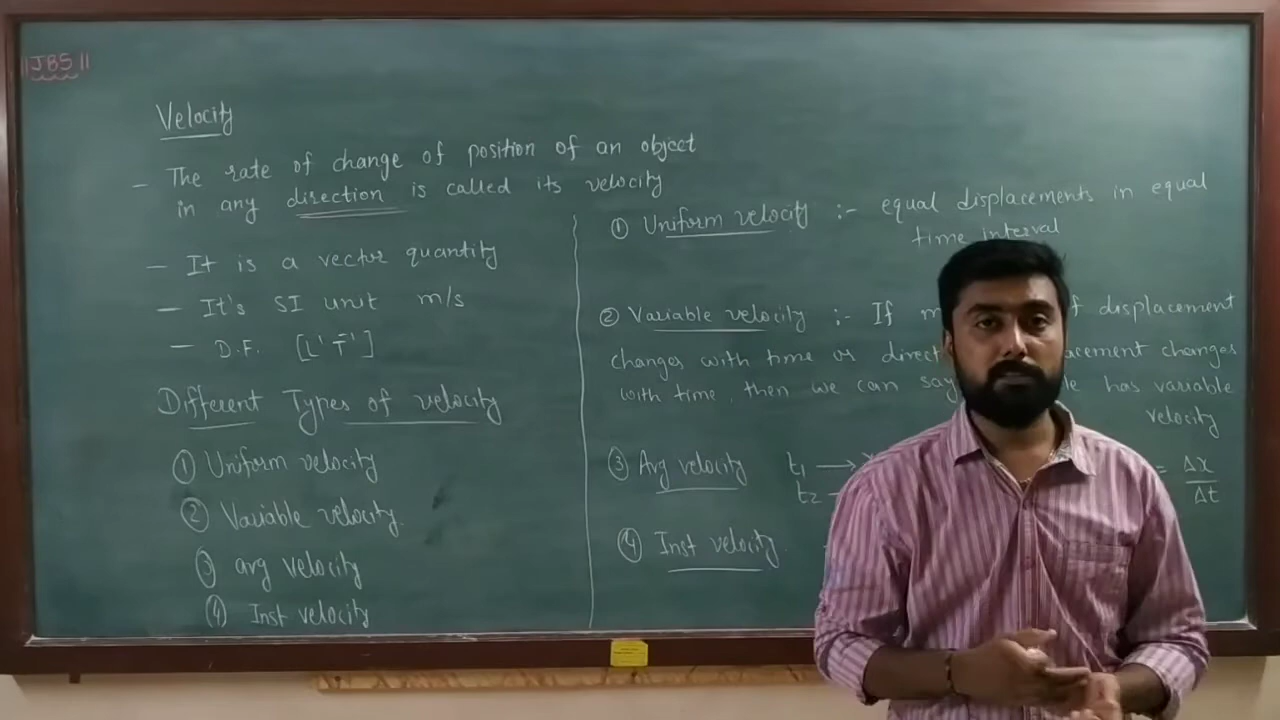 ||JBS||
Velocity
– The rate of change of position of an object
in any direction is called its velocity
– It is a vector quantity
– It's SI unit m/s
– D.F. [L¹ T⁻¹]
Different Types of velocity
① Uniform velocity
② Variable velocity.
③ avg velocity
④ Inst velocity
① Uniform velocity :- equal displacements in equal
time interval
② Variable velocity :- If displacement
changes with time or changes
with time, then we can say has variable
velocity
③ Avg velocity t₁ → = Δx/Δt
t₂
④ Inst velocity.